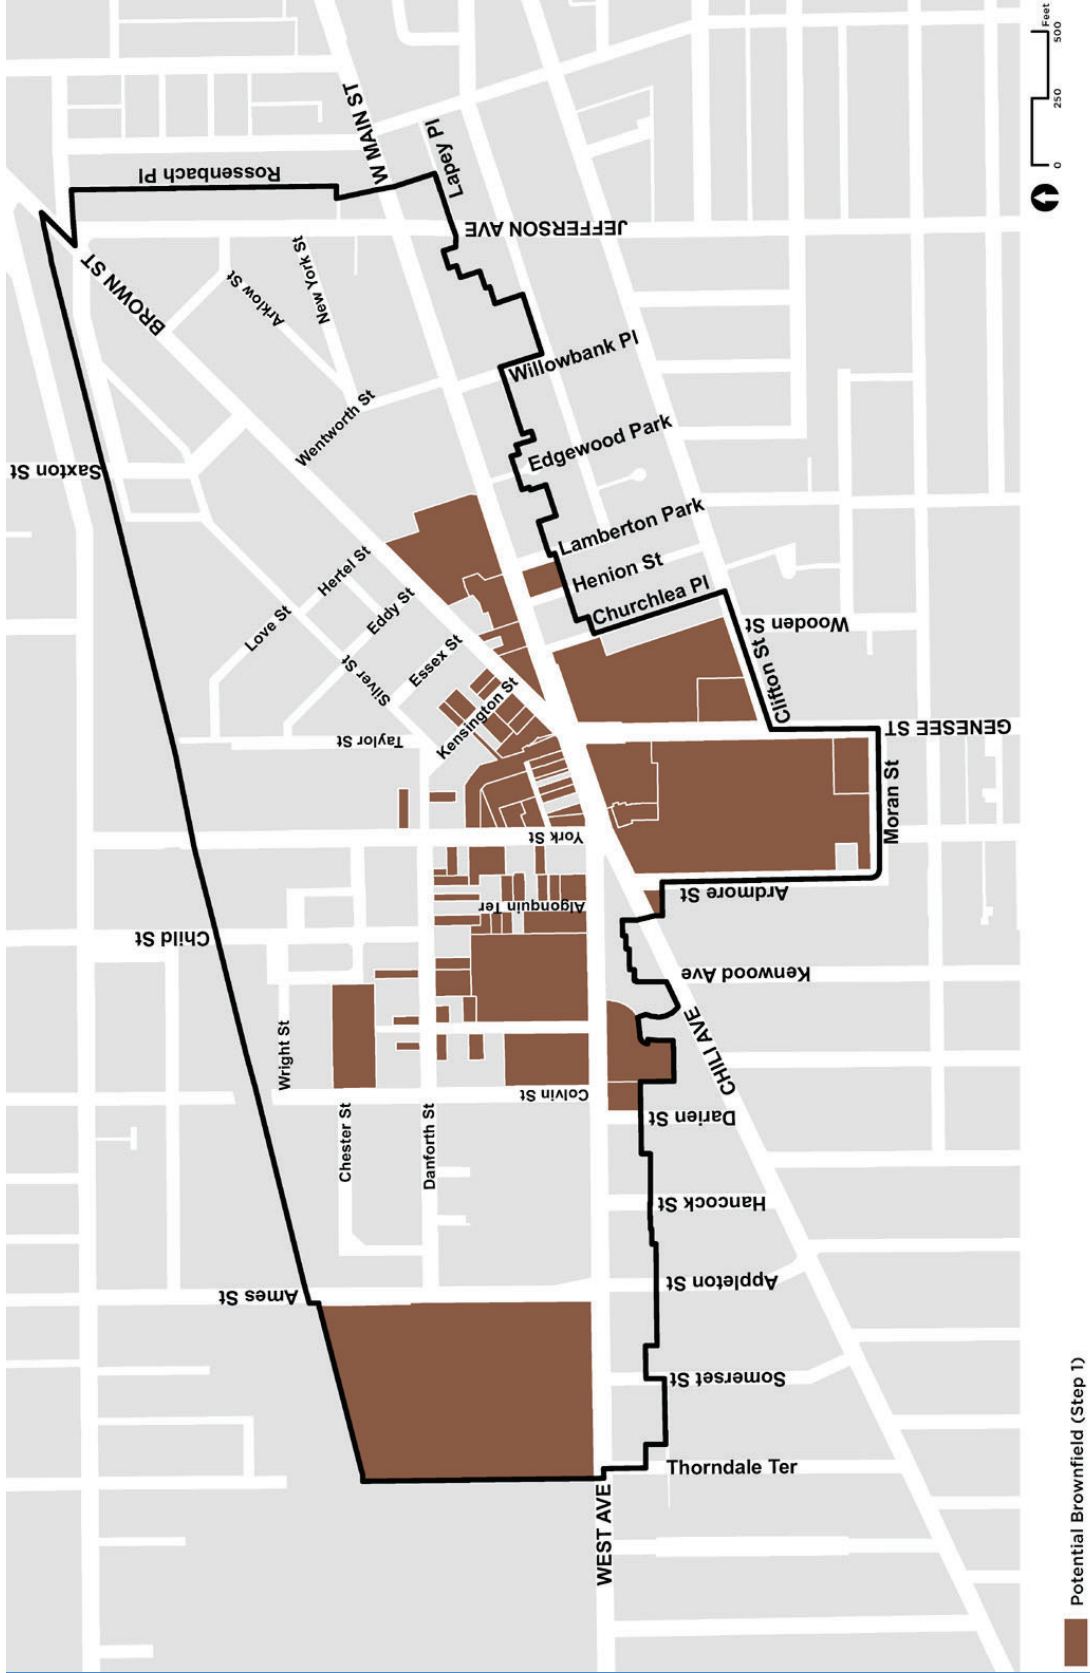 W MAIN ST
Lapey Pl
Rossenbach Pl
JEFFERSON AVE
BROWN ST
Arklow St
New York St
Wentworth St
Willowbank Pl
Saxton St
Edgewood Park
Lamberton Park
Hertel St
Henion St
Love St
Eddy St
Churchlea Pl
Wooden St
Essex St
Silver St
Clifton St
Kensington St
Taylor St
GENESEE ST
Moran St
York St
Ardmore St
Algonquin Ter
Child St
Kenwood Ave
CHILI AVE
Wright St
Colvin St
Darien St
Chester St
Danforth St
Hancock St
Appleton St
Ames St
Somerset St
Thorndale Ter
WEST AVE
0
250
500
Feet
Potential Brownfield (Step 1)